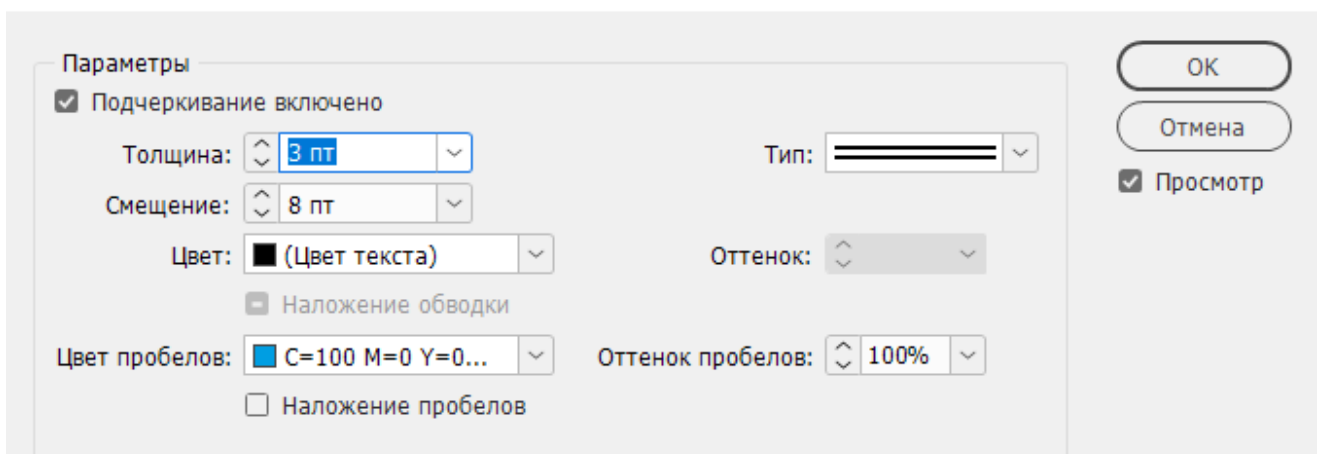 Параметры
OK
Подчеркивание включено
Отмена
Толщина: 3 пт Тип:
Просмотр
Смещение: 8 пт
Цвет: (Цвет текста) Оттенок:
Наложение обводки
Цвет пробелов: C=100 M=0 Y=0... Оттенок пробелов: 100%
Наложение пробелов